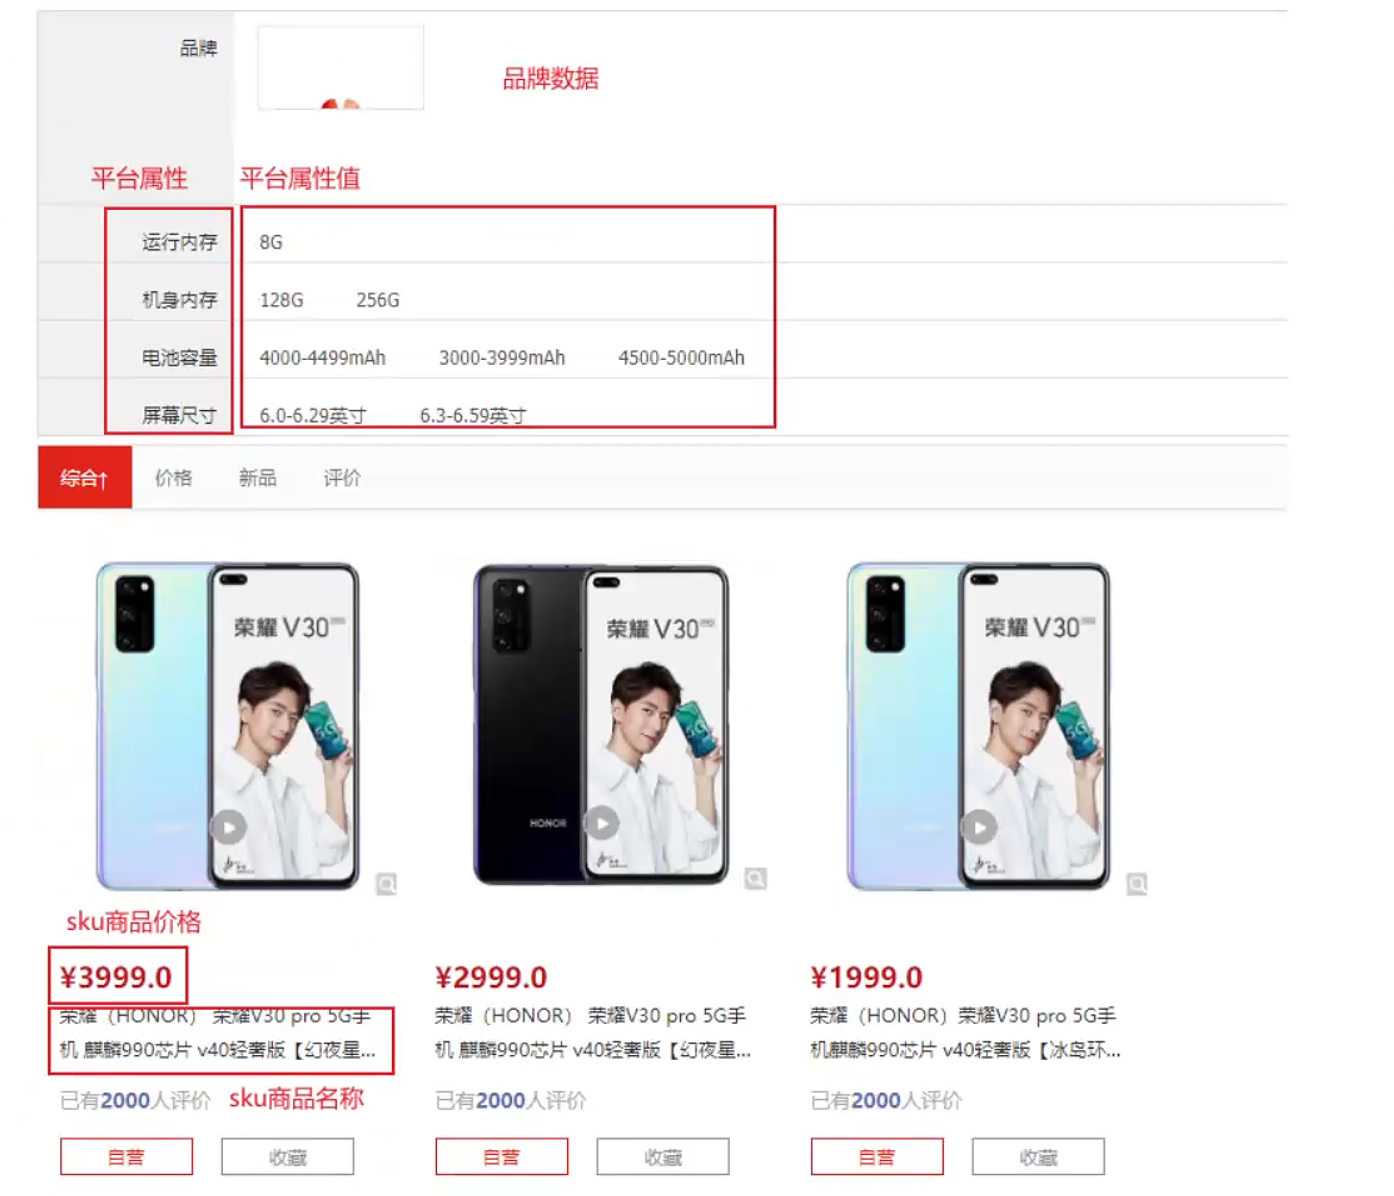 品牌
品牌数据
平台属性 平台属性值
运行内存 8G
机身内存 128G 256G
电池容量 4000-4499mAh 3000-3999mAh 4500-5000mAh
屏幕尺寸 6.0-6.29英寸 6.3-6.59英寸
综合↑ 价格 新品 评价
荣耀 V30 荣耀 V30 荣耀 V30
5G 5G 5G
HONOR
sku商品价格
¥3999.0 ¥2999.0 ¥1999.0
荣耀（HONOR） 荣耀V30 pro 5G手 荣耀（HONOR） 荣耀V30 pro 5G手 荣耀（HONOR）荣耀V30 pro 5G手
机 麒麟990芯片 v40轻奢版【幻夜星... 机 麒麟990芯片 v40轻奢版【幻夜星... 机麒麟990芯片 v40轻奢版【冰岛环...
已有2000人评价 sku商品名称 已有2000人评价 已有2000人评价
自营 收藏 自营 收藏 自营 收藏